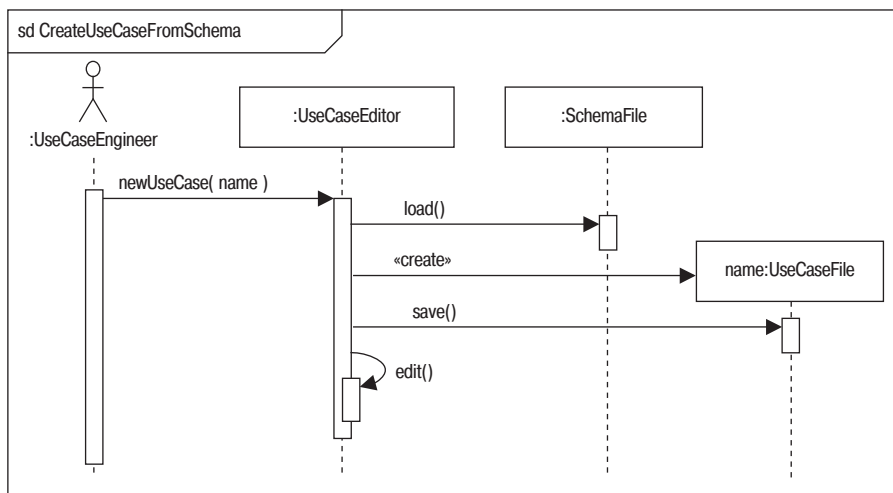 sd CreateUseCaseFromSchema
:UseCaseEngineer
:UseCaseEditor
:SchemaFile
newUseCase( name )
load()
«create»
name:UseCaseFile
save()
edit()